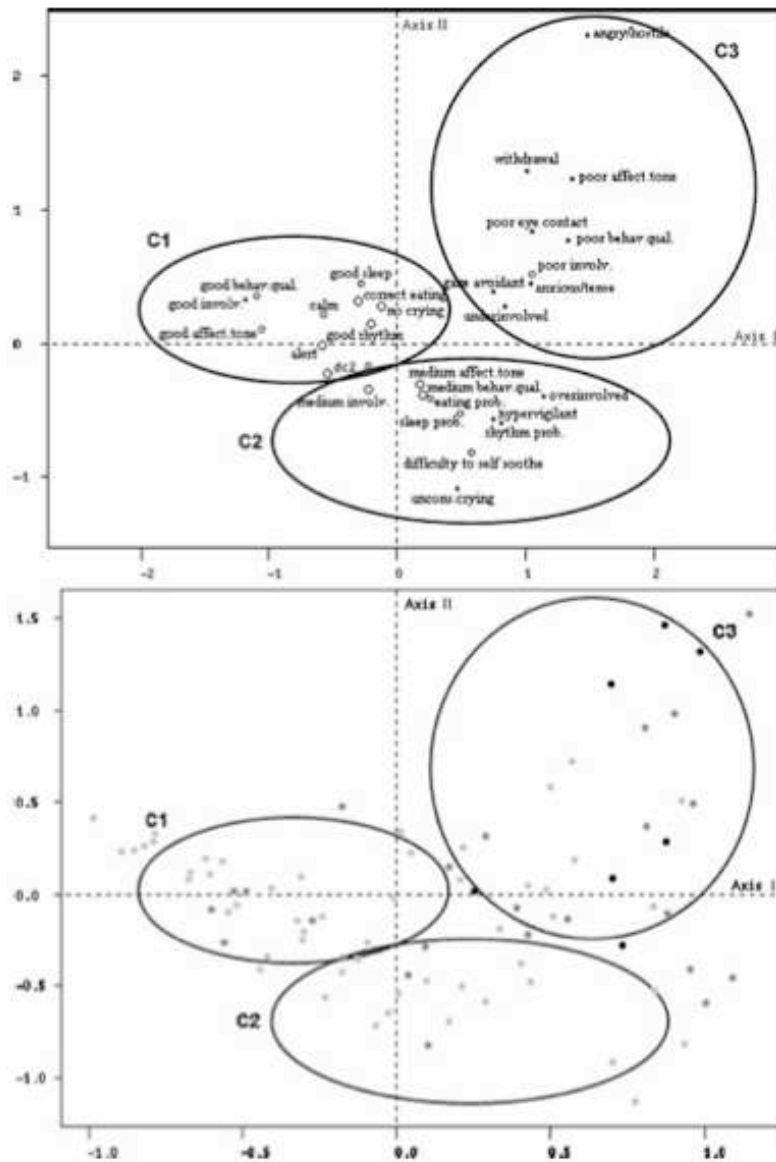 Axis II
angry/hostile
C3
2
withdrawal
poor affect.tons
1
poor eye contact
poor behav.qual.
C1
good sleep
poor involv.
good behav.qual.
gaze avoidant
anxious/tense
good involv.
calm
correct eating
no crying
underinvolved
good affect.tons
good rhythm
Axis I
0
alert
dc2
medium affect.tons
medium behav.qual.
medium involv.
eating prob.
overinvolved
C2
sleep prob.
hypervigilant
rhythm prob.
difficulty to self soothe
-1
uncons.crying
-2 -1 0 1 2
Axis II
1.5
C3
1.0
0.5
C1
0.0
Axis I
-0.5
C2
-1.0
-1.0 -0.5 0.0 0.5 1.0